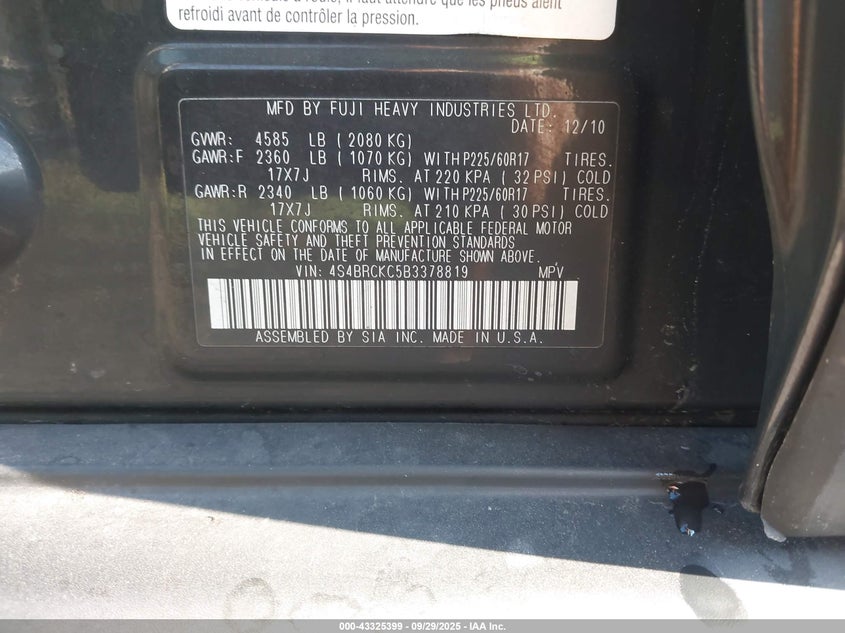 refroidi avant de contrôler la pression.
MFD BY FUJI HEAVY INDUSTRIES LTD.
DATE: 12/10
GVWR: 4585 LB ( 2080 KG)
GAWR:F 2360 LB ( 1070 KG) WITH P225/60R17 TIRES.
17X7J RIMS. AT 220 KPA ( 32 PSI) COLD
GAWR:R 2340 LB ( 1060 KG) WITH P225/60R17 TIRES.
17X7J RIMS. AT 210 KPA ( 30 PSI) COLD
THIS VEHICLE CONFORMS TO ALL APPLICABLE FEDERAL MOTOR
VEHICLE SAFETY AND THEFT PREVENTION STANDARDS
IN EFFECT ON THE DATE OF MANUFACTURE SHOWN ABOVE.
VIN: 4S4BRCKC5B3378819 MPV
ASSEMBLED BY SIA INC. MADE IN U.S.A.
000-43325399 | 09/29/2025 - IAA Inc.